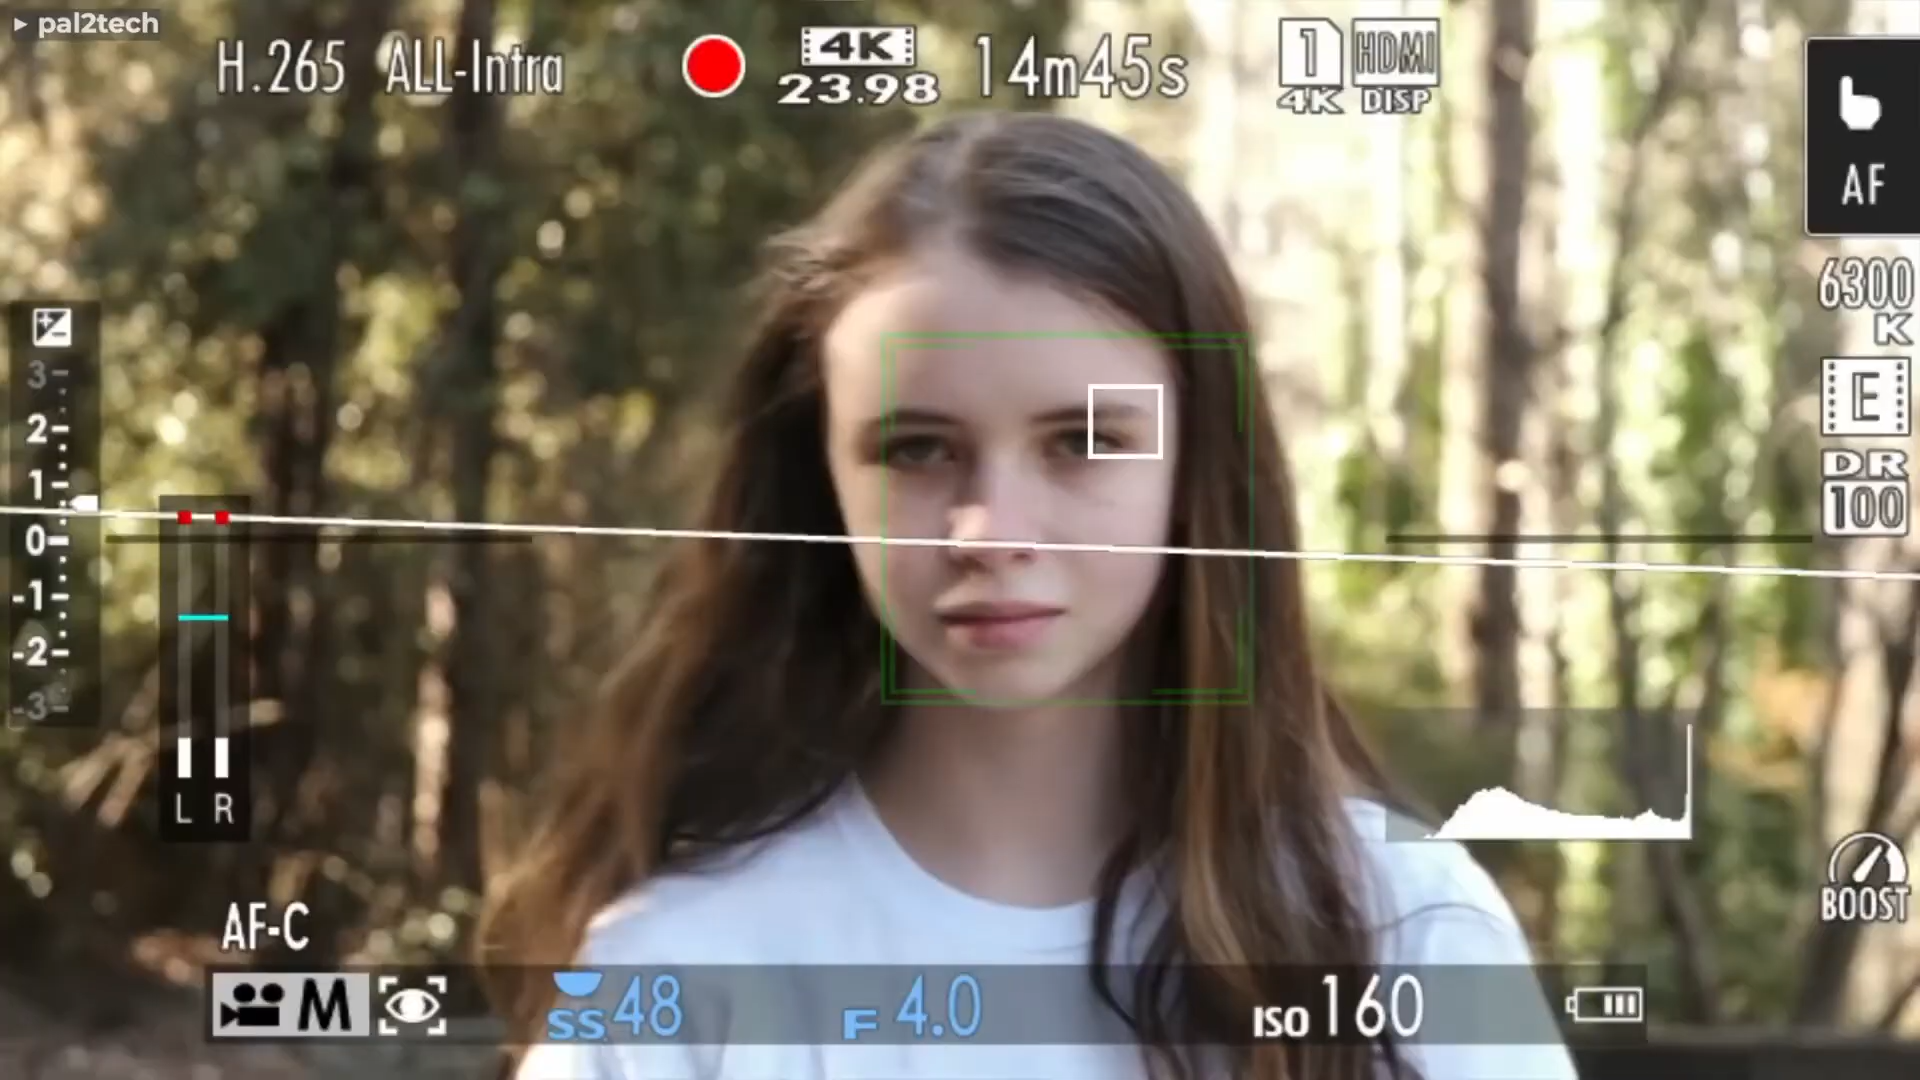 ▶ pal2tech
H.265 ALL-Intra
4K
23.98
14m45s
1
4K
HDMI
DISP
AF
6300
K
E
DR
100
3
2
1
0
-1
-2
-3
L R
BOOST
AF-C
M
SS 48
F 4.0
ISO 160